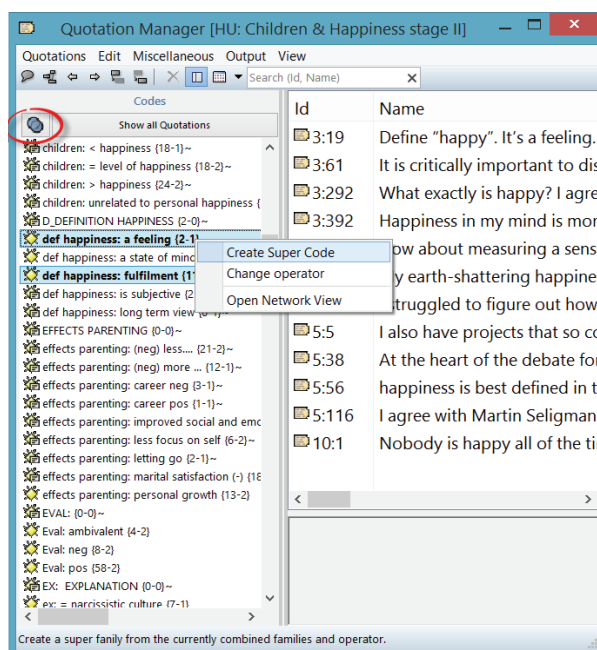 Quotation Manager [HU: Children & Happiness stage II]
Quotations Edit Miscellaneous Output View
Search (Id, Name)
Codes
Show all Quotations
children: < happiness {18-1}~
children: = level of happiness {18-2}~
children: > happiness {24-2}~
children: unrelated to personal happiness {
D_DEFINITION HAPPINESS {2-0}~
def happiness: a feeling {2-1}
def happiness: a state of mind
def happiness: fulfilment {1
def happiness: is subjective {2
def happiness: long term view
EFFECTS PARENTING {0-0}~
effects parenting: (neg) less.... {21-2}~
effects parenting: (neg) more ... {12-1}~
effects parenting: career neg {3-1}~
effects parenting: career pos {1-1}~
effects parenting: improved social and emo
effects parenting: less focus on self {6-2}~
effects parenting: letting go {2-1}~
effects parenting: marital satisfaction (-) {18
effects parenting: personal growth {13-2}
EVAL: {0-0}~
Eval: ambivalent {4-2}
Eval: neg {8-2}
Eval: pos {58-2}
EX: EXPLANATION {0-0}~
ex: = narcissistic culture {7-1}
Create Super Code
Change operator
Open Network View
Id Name
3:19 Define "happy". It's a feeling.
3:61 It is critically important to dis
3:292 What exactly is happy? I agre
3:392 Happiness in my mind is mor
ow about measuring a sens
y earth-shattering happine
struggled to figure out how
5:5 I also have projects that so co
5:38 At the heart of the debate fo
5:56 happiness is best defined in t
5:116 I agree with Martin Seligman
10:1 Nobody is happy all of the ti
Create a super fanily from the currently combined families and operator.